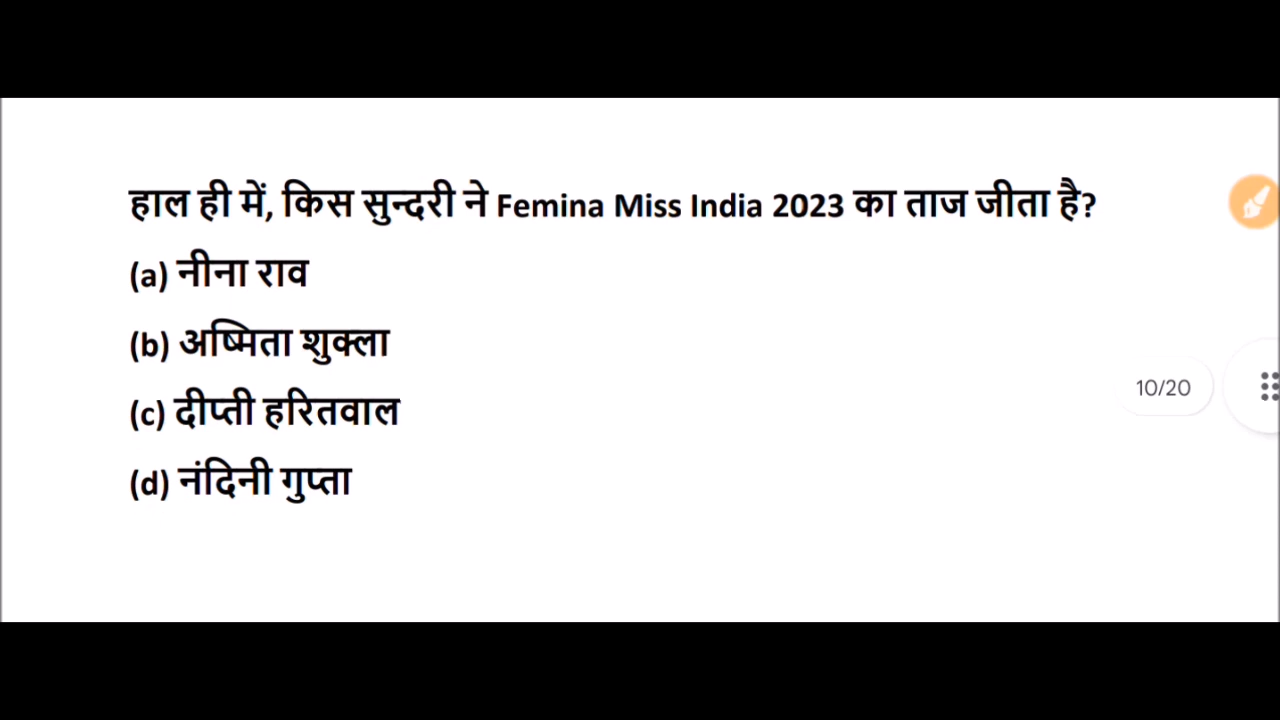 हाल ही में, किस सुन्दरी ने Femina Miss India 2023 का ताज जीता है?
(a) नीना राव
(b) अष्मिता शुक्ला
(c) दीप्ती हरितवाल
(d) नंदिनी गुप्ता
10/20